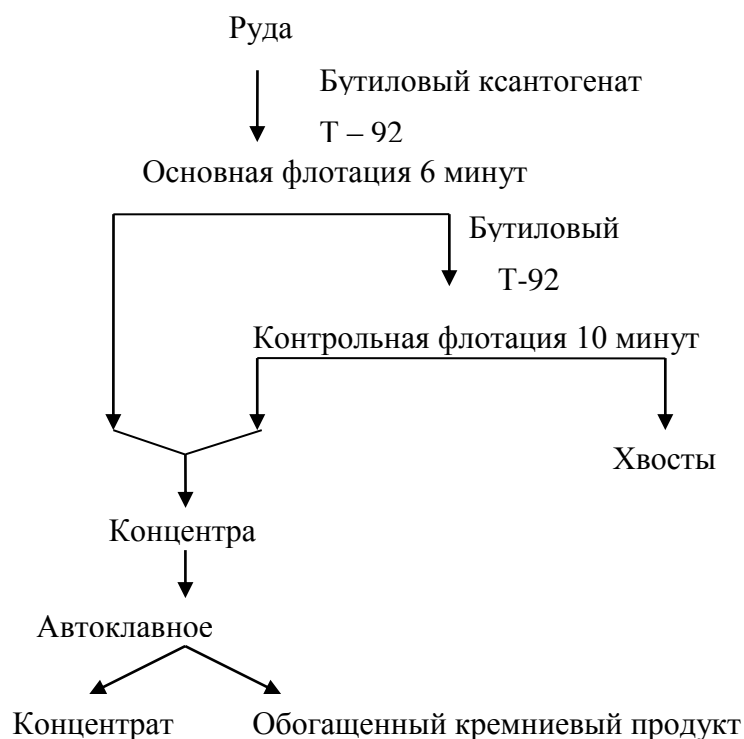 Руда
Бутиловый ксантогенат
Т – 92
Основная флотация 6 минут
Бутиловый
Т-92
Контрольная флотация 10 минут
Хвосты
Концентра
Автоклавное
Концентрат
Обогащенный кремниевый продукт